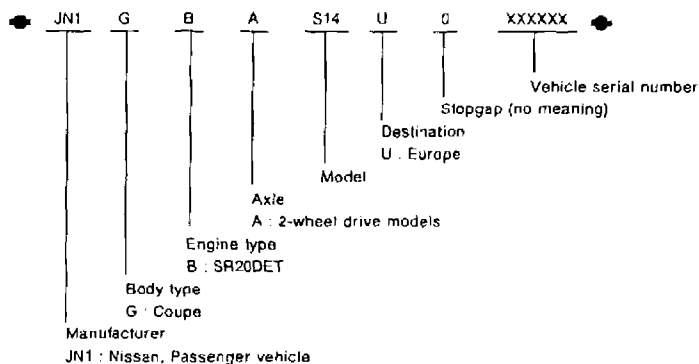 JN1 G B A S14 U 0 XXXXXX
Vehicle serial number
Stopgap (no meaning)
Destination
U : Europe
Model
Axle
A : 2-wheel drive models
Engine type
B : SR20DET
Body type
G : Coupe
Manufacturer
JN1 : Nissan, Passenger vehicle